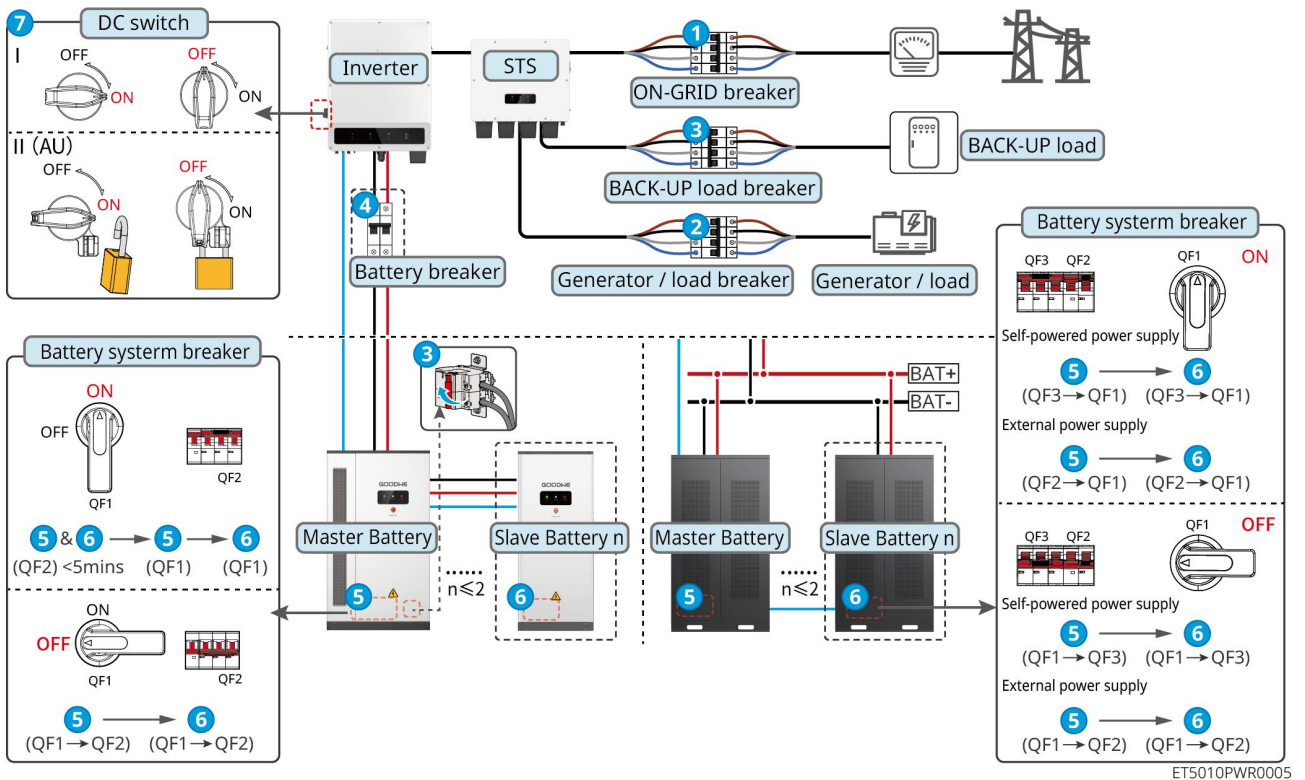 7
DC switch
I
OFF
ON
OFF
ON
II (AU)
OFF
ON
OFF
ON
Inverter
STS
1
ON-GRID breaker
3
BACK-UP load
BACK-UP load breaker
2
Generator / load breaker
Generator / load
4
Battery breaker
Battery systerm breaker
ON
OFF
QF1
QF2
5 & 6 → 5 → 6
(QF2) <5mins (QF1) (QF1)
ON
OFF
QF1
QF2
5 → 6
(QF1→QF2) (QF1→QF2)
3
GOODWE
GOODWE
Master Battery
Slave Battery n
n≤2
5
6
BAT+
BAT-
Master Battery
Slave Battery n
n≤2
5
6
Battery systerm breaker
QF3 QF2
QF1
ON
Self-powered power supply
5 → 6
(QF3→QF1) (QF3→QF1)
External power supply
5 → 6
(QF2→QF1) (QF2→QF1)
QF3 QF2
QF1
OFF
Self-powered power supply
5 → 6
(QF1→QF3) (QF1→QF3)
External power supply
5 → 6
(QF1→QF2) (QF1→QF2)
ET5010PWR0005